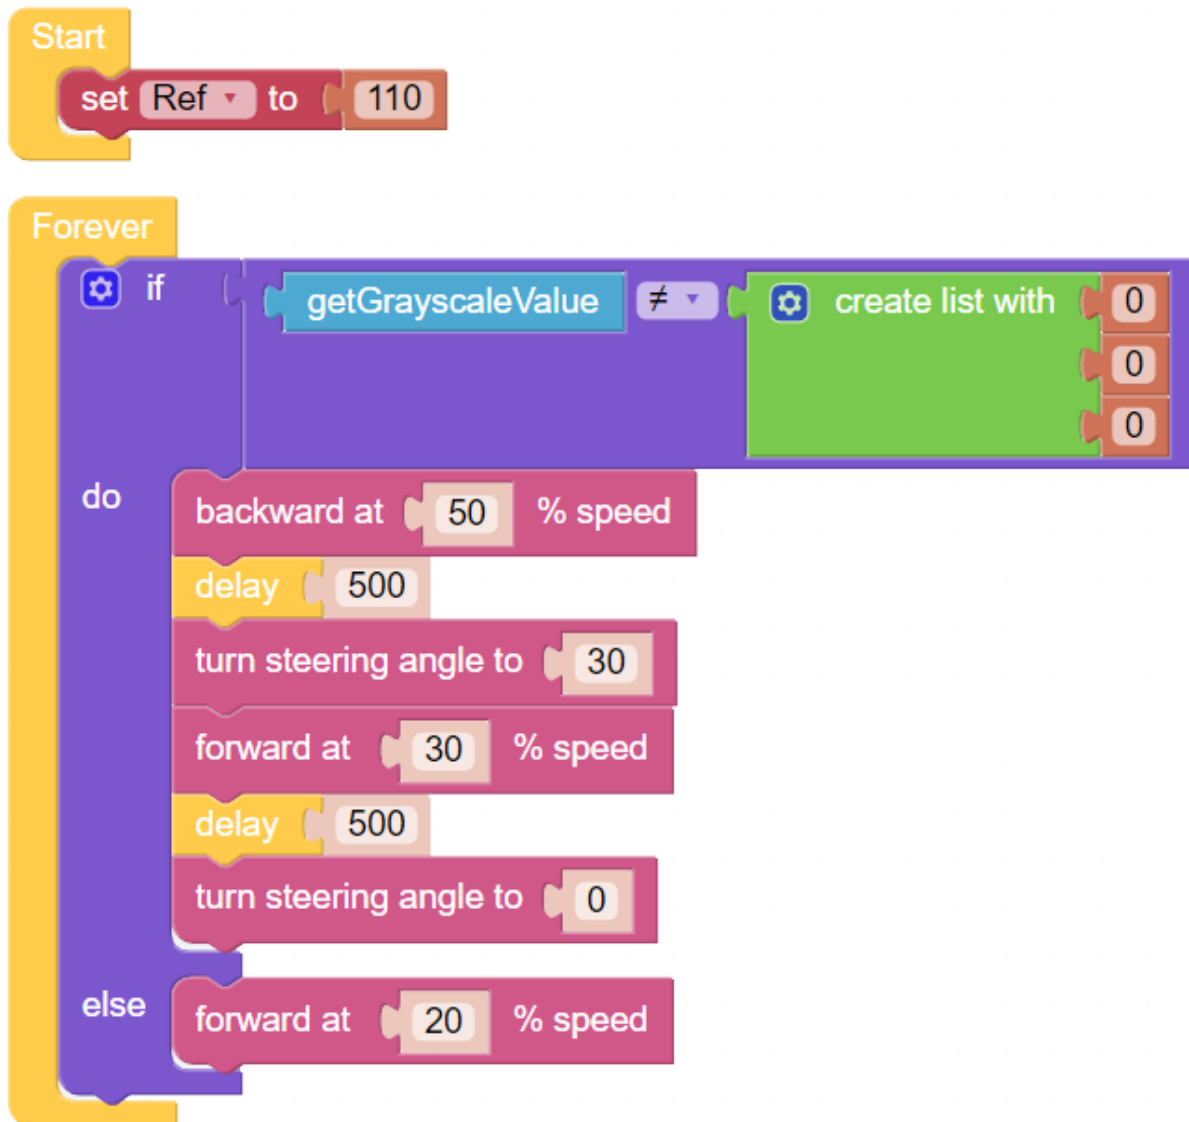 Start
set Ref to 110
Forever
if getGrayscaleValue ≠ create list with 0
0
0
do backward at 50 % speed
delay 500
turn steering angle to 30
forward at 30 % speed
delay 500
turn steering angle to 0
else forward at 20 % speed